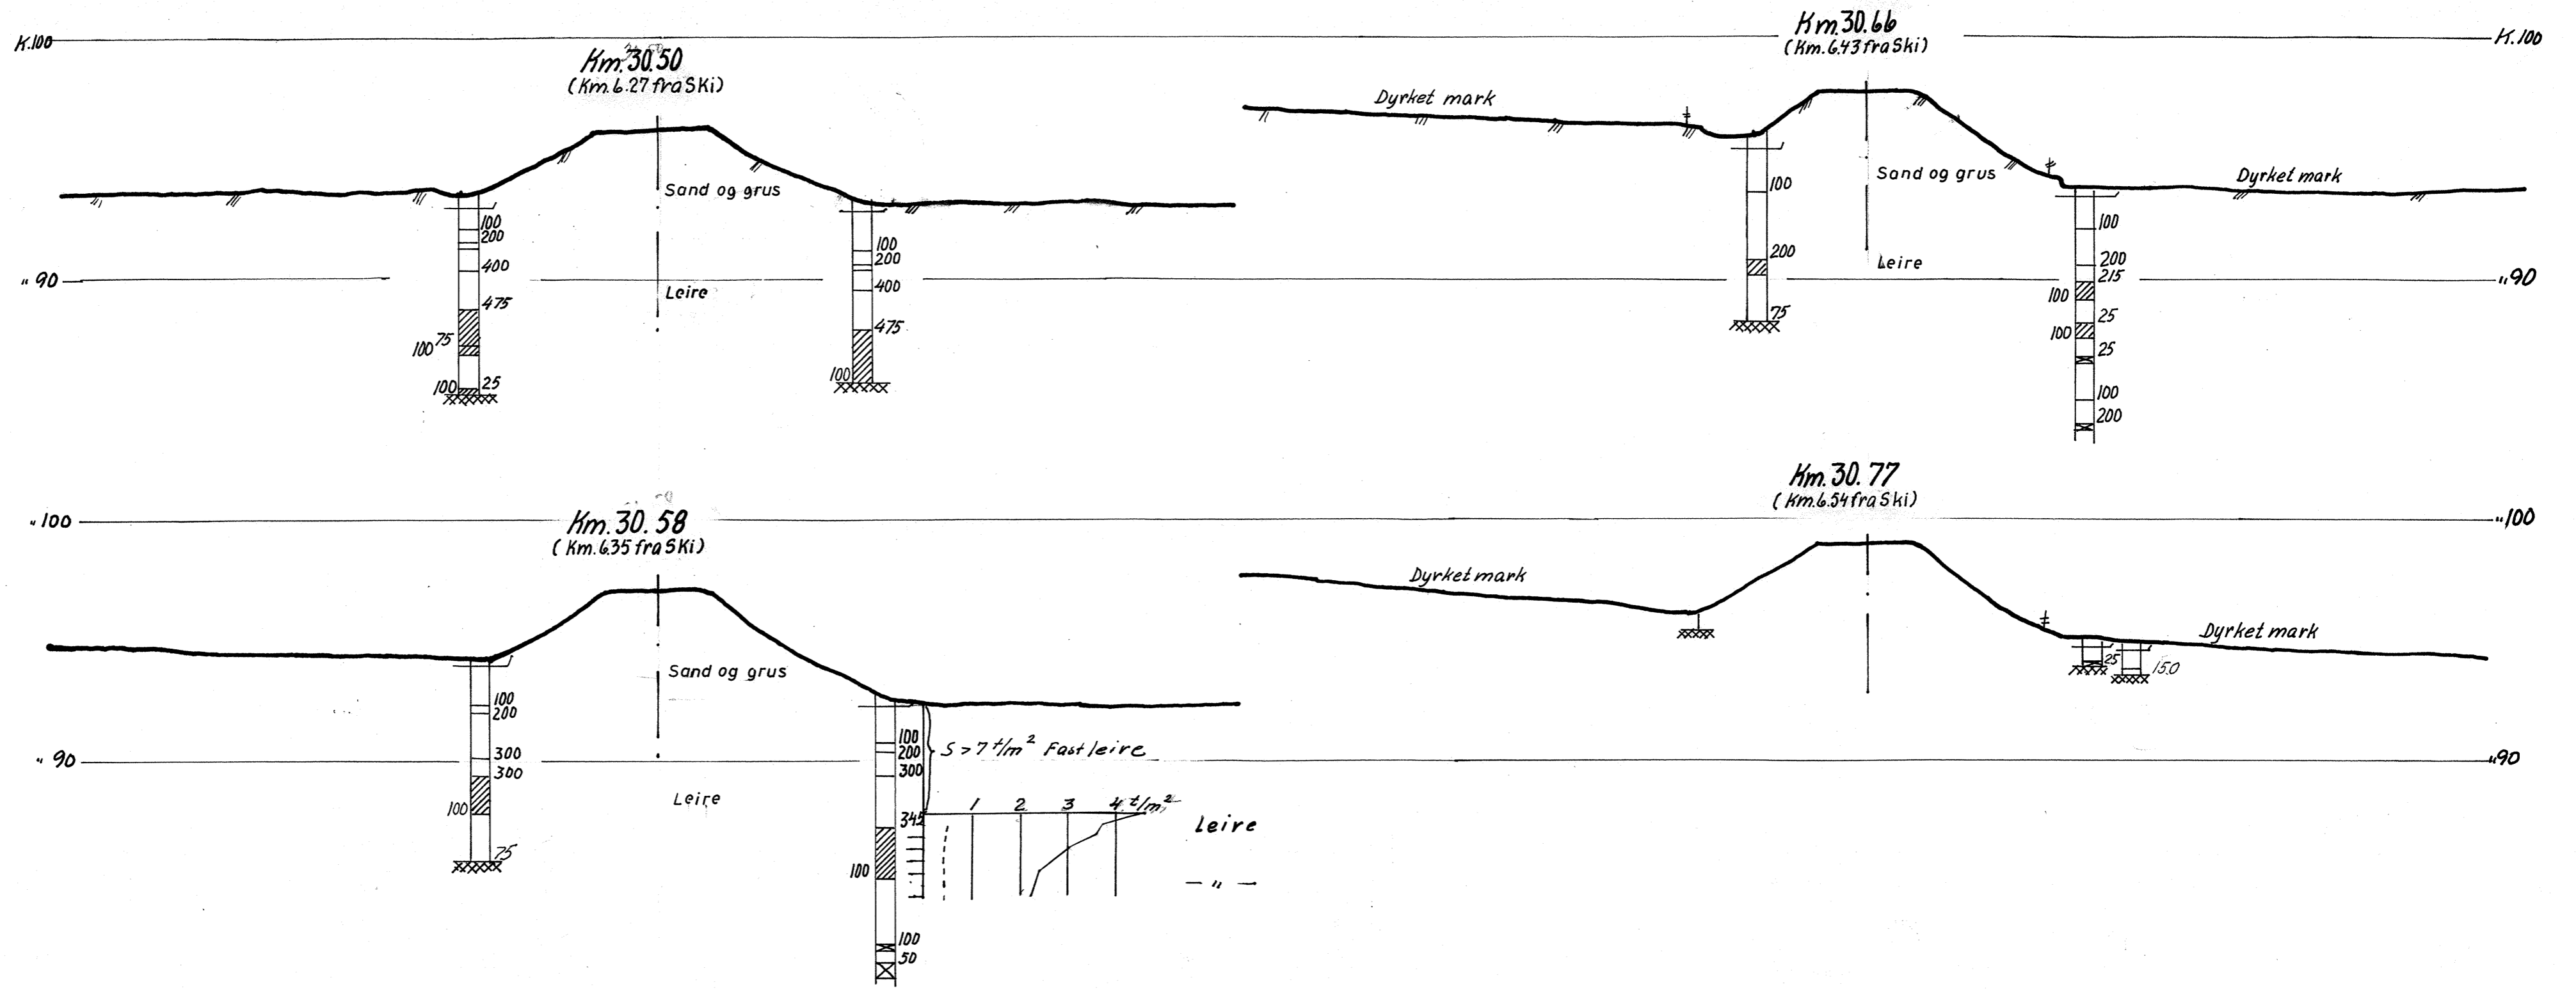 K.100
Km.30.50
(Km.6.27 fra Ski)
Sand og grus
100
200
400
475
75
100
100
25
100
200
400
475
100
"90
Leire
Km.30.66
(Km.6.43 fra Ski)
K.100
Dyrket mark
Sand og grus
Dyrket mark
100
200
75
Leire
100
200
215
100
25
100
25
100
200
"90
"100
Km.30.58
(Km.6.35 fra Ski)
Sand og grus
100
200
300
300
100
75
"90
Leire
100
200
300
345
100
100
50
S > 7 t/m² Fast leire
1 2 3 4 t/m²
Leire
— " —
Km.30.77
(Km.6.54 fra Ski)
"100
Dyrket mark
Dyrket mark
25
150
"90